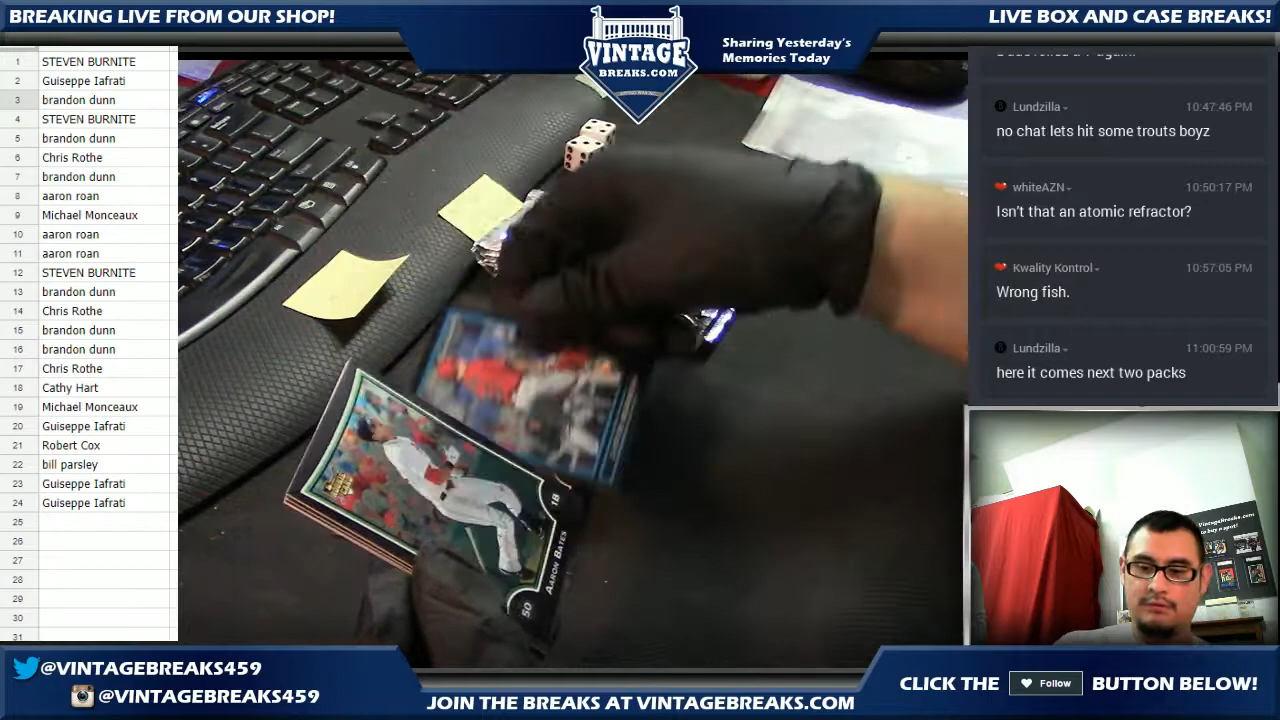 BREAKING LIVE FROM OUR SHOP!
VINTAGE
BREAKS.COM
Sharing Yesterday's
Memories Today
LIVE BOX AND CASE BREAKS!
1 STEVEN BURNITE
2 Guiseppe Iafrati
3 brandon dunn
4 STEVEN BURNITE
5 brandon dunn
6 Chris Rothe
7 brandon dunn
8 aaron roan
9 Michael Monceaux
10 aaron roan
11 aaron roan
12 STEVEN BURNITE
13 brandon dunn
14 Chris Rothe
15 brandon dunn
16 brandon dunn
17 Chris Rothe
18 Cathy Hart
19 Michael Monceaux
20 Guiseppe Iafrati
21 Robert Cox
22 bill parsley
23 Guiseppe Iafrati
24 Guiseppe Iafrati
25
26
27
28
29
30
31
50 AARON BATES 1B
Lundzilla 10:47:46 PM
no chat lets hit some trouts boyz
whiteAZN 10:50:17 PM
Isn't that an atomic refractor?
Kwality Kontrol 10:57:05 PM
Wrong fish.
Lundzilla 11:00:59 PM
here it comes next two packs
VintageBreaks.com
to buy a spot!
@VINTAGEBREAKS459
@VINTAGEBREAKS459
JOIN THE BREAKS AT VINTAGEBREAKS.COM
CLICK THE Follow BUTTON BELOW!